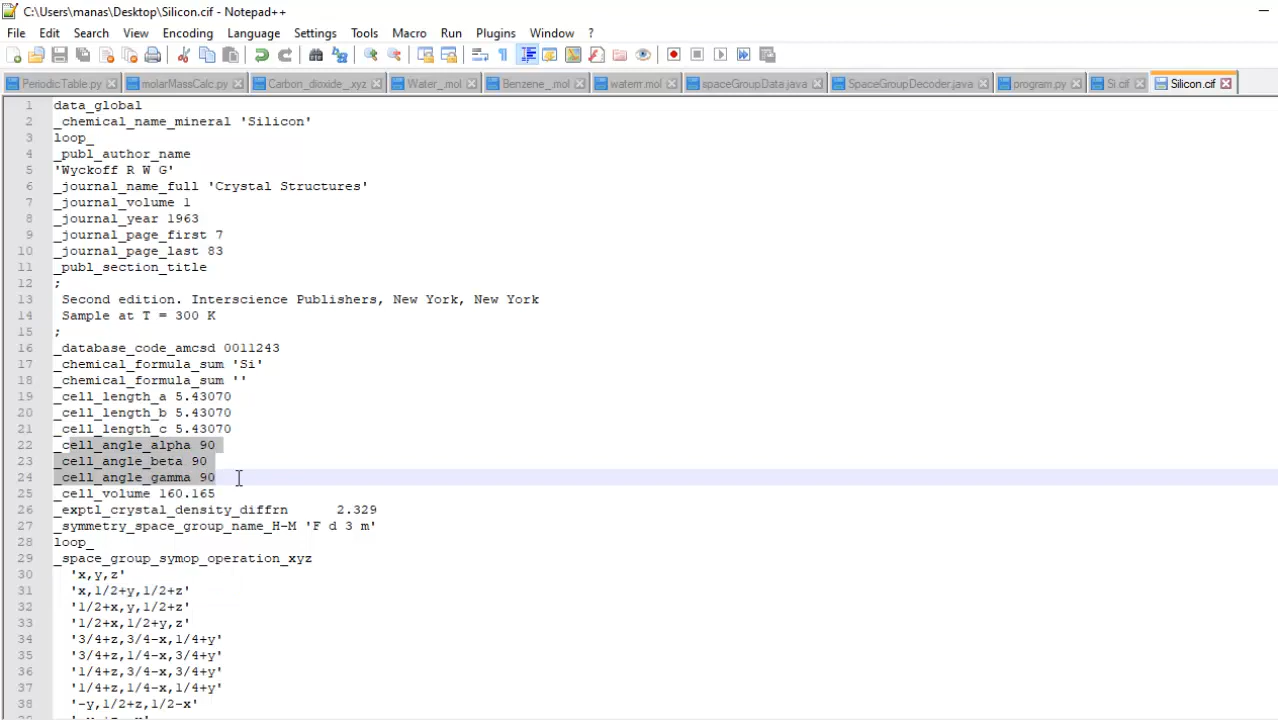 C:\Users\manas\Desktop\Silicon.cif - Notepad++
File Edit Search View Encoding Language Settings Tools Macro Run Plugins Window ?
PeriodicTable.py molarMassCalc.py Carbon_dioxide_.xyz Water_.mol Benzene_.mol waterrr.mol spaceGroupData.java SpaceGroupDecoder.java program.py Si.cif Silicon.cif
1 data_global
2 _chemical_name_mineral 'Silicon'
3 loop_
4 _publ_author_name
5 'Wyckoff R W G'
6 _journal_name_full 'Crystal Structures'
7 _journal_volume 1
8 _journal_year 1963
9 _journal_page_first 7
10 _journal_page_last 83
11 _publ_section_title
12 ;
13 Second edition. Interscience Publishers, New York, New York
14 Sample at T = 300 K
15 ;
16 _database_code_amcsd 0011243
17 _chemical_formula_sum 'Si'
18 _chemical_formula_sum ''
19 _cell_length_a 5.43070
20 _cell_length_b 5.43070
21 _cell_length_c 5.43070
22 _cell_angle_alpha 90
23 _cell_angle_beta 90
24 _cell_angle_gamma 90
25 _cell_volume 160.165
26 _exptl_crystal_density_diffrn 2.329
27 _symmetry_space_group_name_H-M 'F d 3 m'
28 loop_
29 _space_group_symop_operation_xyz
30 'x,y,z'
31 'x,1/2+y,1/2+z'
32 '1/2+x,y,1/2+z'
33 '1/2+x,1/2+y,z'
34 '3/4+z,3/4-x,1/4+y'
35 '3/4+z,1/4-x,3/4+y'
36 '1/4+z,3/4-x,3/4+y'
37 '1/4+z,1/4-x,1/4+y'
38 '-y,1/2+z,1/2-x'